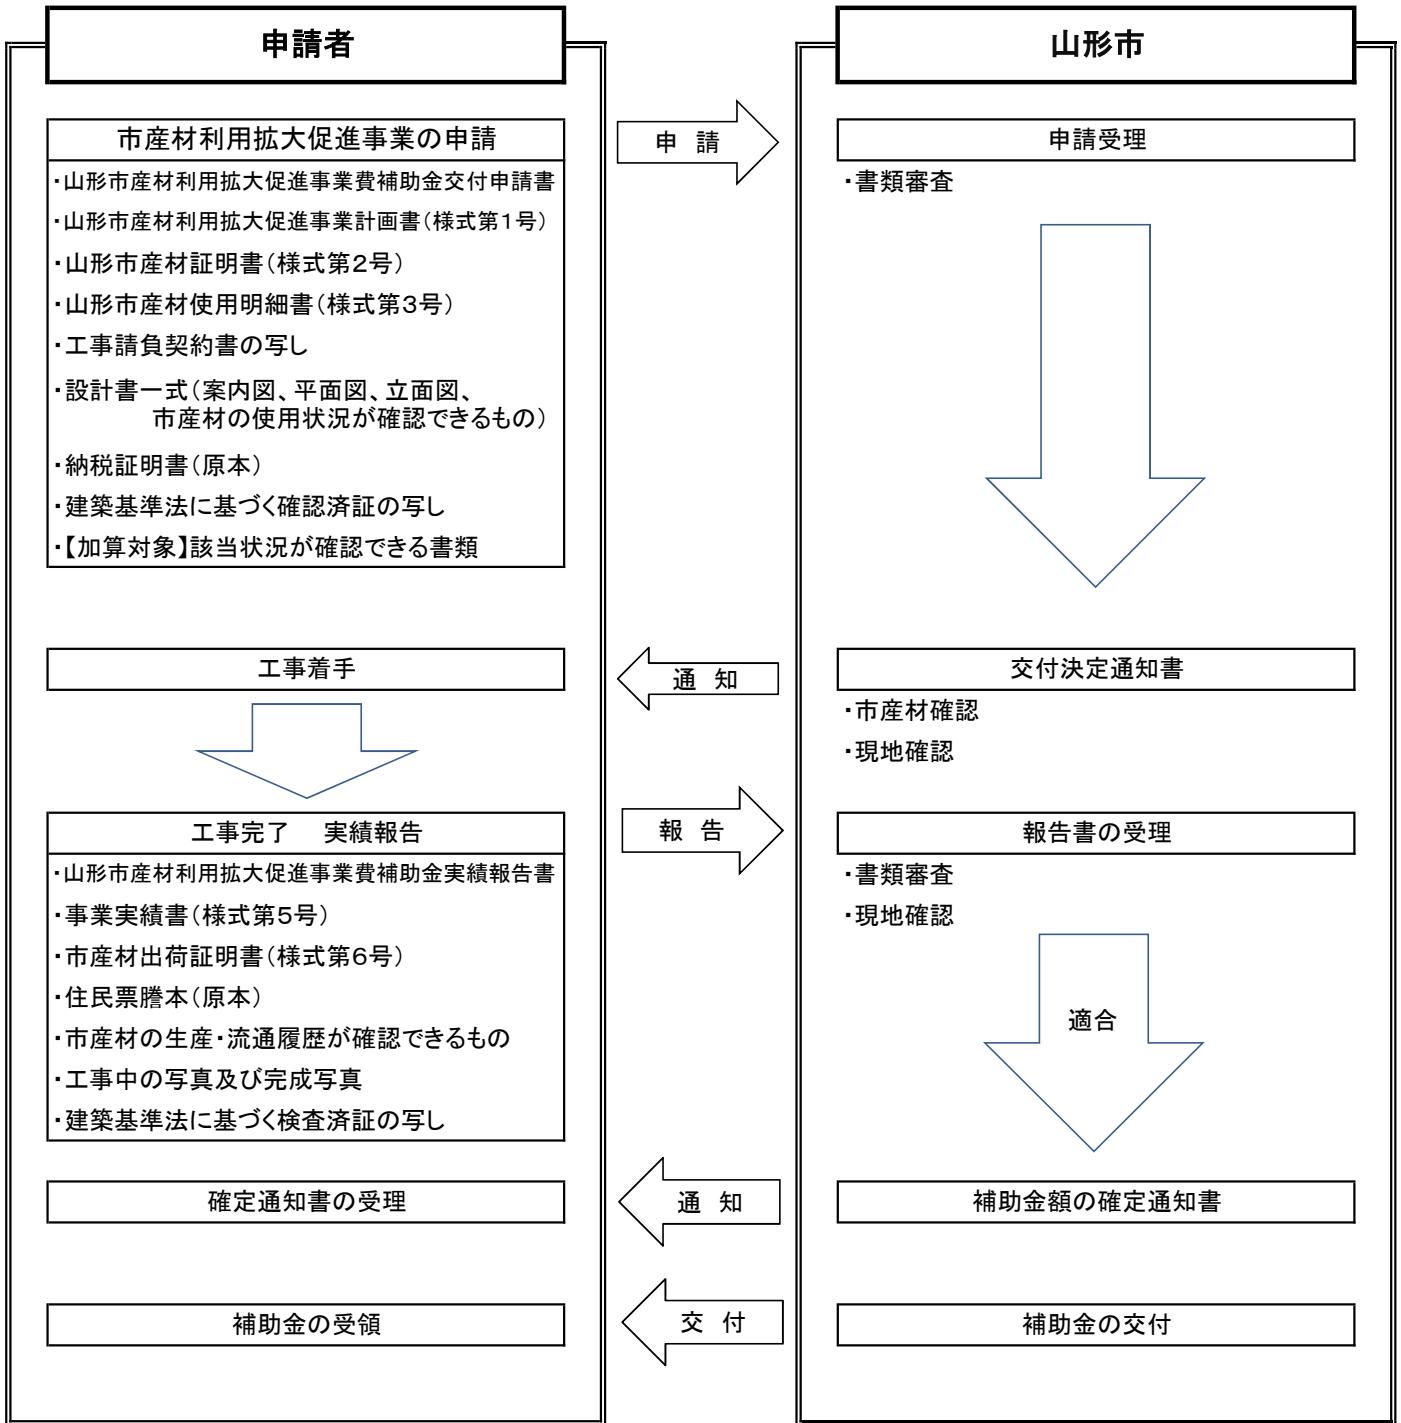 申請者
山形市
市産材利用拡大促進事業の申請
申 請
申請受理
・山形市産材利用拡大促進事業費補助金交付申請書
・書類審査
・山形市産材利用拡大促進事業計画書(様式第1号)
・山形市産材証明書(様式第2号)
・山形市産材使用明細書(様式第3号)
・工事請負契約書の写し
・設計書一式(案内図、平面図、立面図、
市産材の使用状況が確認できるもの)
・納税証明書(原本)
・建築基準法に基づく確認済証の写し
・【加算対象】該当状況が確認できる書類
工事着手
通 知
交付決定通知書
・市産材確認
・現地確認
工事完了 実績報告
報 告
報告書の受理
・山形市産材利用拡大促進事業費補助金実績報告書
・書類審査
・事業実績書(様式第5号)
・現地確認
・市産材出荷証明書(様式第6号)
・住民票謄本(原本)
適合
・市産材の生産・流通履歴が確認できるもの
・工事中の写真及び完成写真
・建築基準法に基づく検査済証の写し
確定通知書の受理
通 知
補助金額の確定通知書
補助金の受領
交 付
補助金の交付